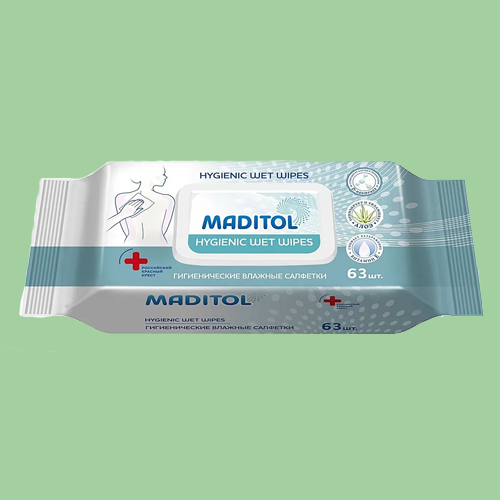 HYGIENIC WET WIPES
MADITOL
HYGIENIC WET WIPES
АЛОЭ
ВИТАМИН Е
РОССИЙСКИЙ
КРАСНЫЙ
КРЕСТ
ГИГИЕНИЧЕСКИЕ ВЛАЖНЫЕ САЛФЕТКИ
63 шт.
MADITOL
HYGIENIC WET WIPES
ГИГИЕНИЧЕСКИЕ ВЛАЖНЫЕ САЛФЕТКИ
63 шт.